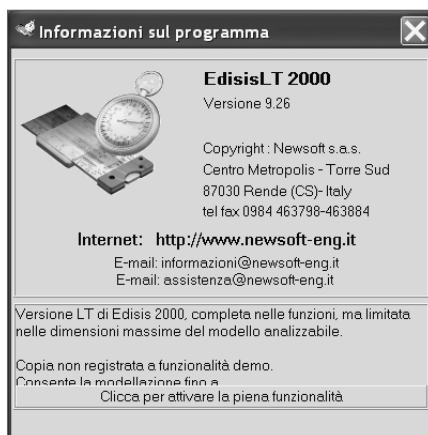 Informazioni sul programma
EdisisLT 2000
Versione 9.26
Copyright : Newsoft s.a.s.
Centro Metropolis - Torre Sud
87030 Rende (CS)- Italy
tel fax 0984 463798-463884
Internet: http://www.newsoft-eng.it
E-mail: informazioni@newsoft-eng.it
E-mail: assistenza@newsoft-eng.it
Versione LT di Edisis 2000, completa nelle funzioni, ma limitata
nelle dimensioni massime del modello analizzabile.
Copia non registrata a funzionalità demo.
Consente la modellazione fino a
Clicca per attivare la piena funzionalità